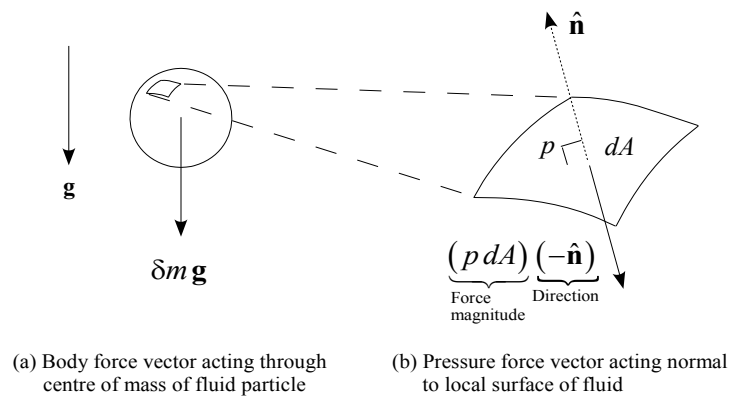 n̂
g
p
dA
δm g
(p dA) (−n̂)
Force magnitude
Direction
(a) Body force vector acting through
centre of mass of fluid particle
(b) Pressure force vector acting normal
to local surface of fluid